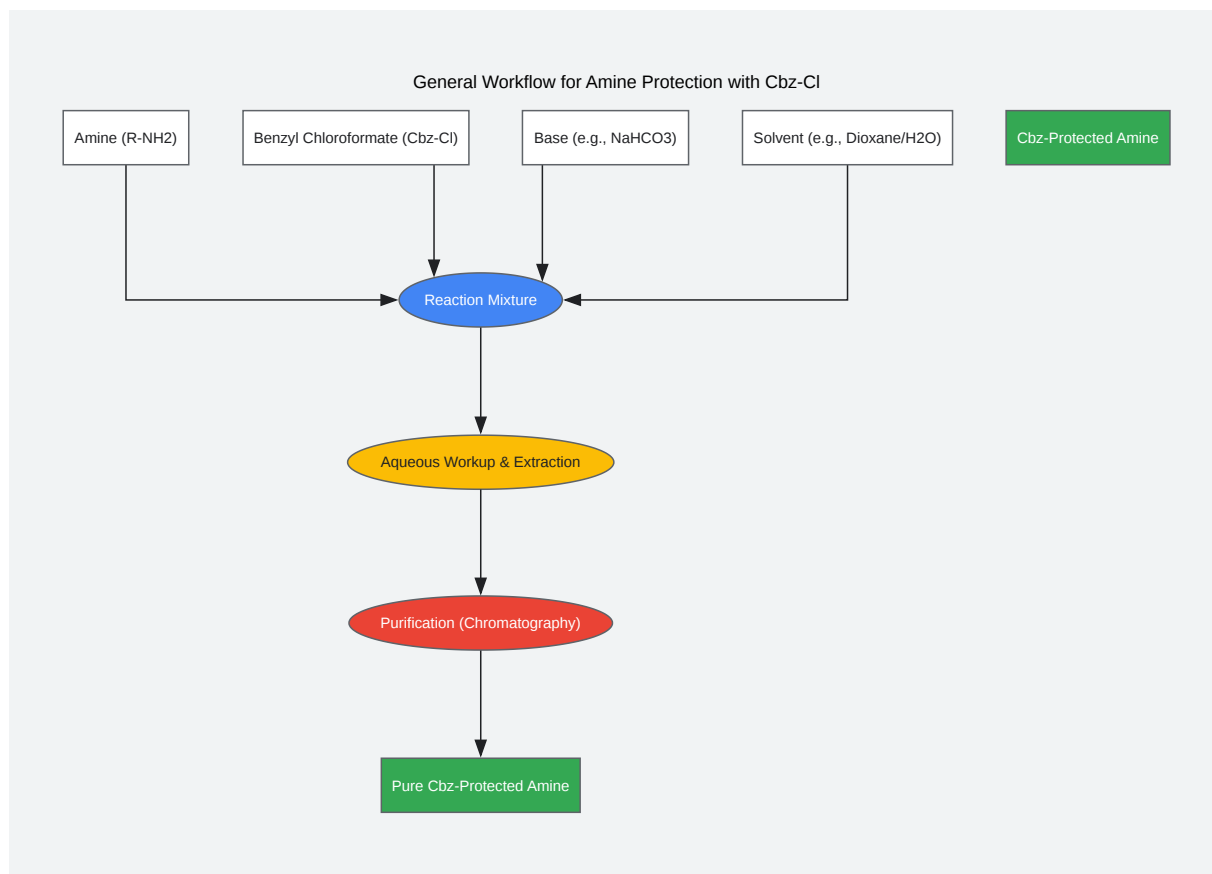 General Workflow for Amine Protection with Cbz-Cl
Amine (R-NH2)
Benzyl Chloroformate (Cbz-Cl)
Base (e.g., NaHCO3)
Solvent (e.g., Dioxane/H2O)
Cbz-Protected Amine
Reaction Mixture
Aqueous Workup & Extraction
Purification (Chromatography)
Pure Cbz-Protected Amine